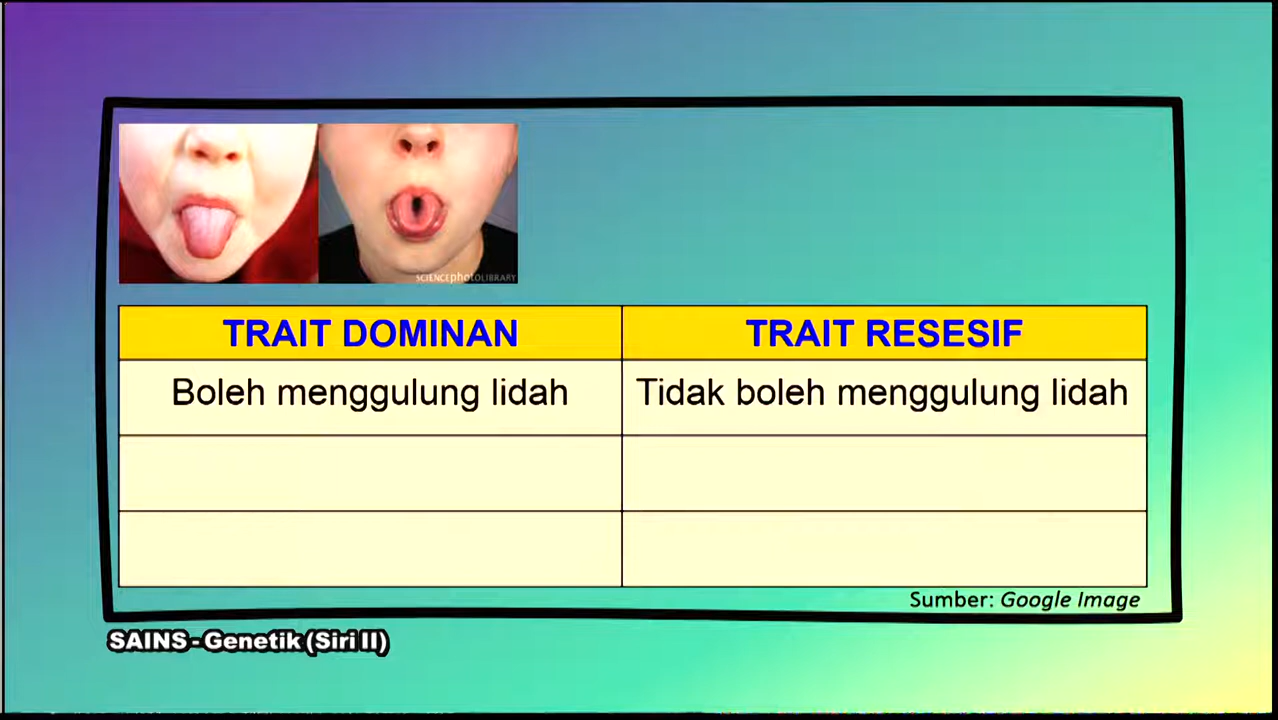 SCIENCEphotoLIBRARY
TRAIT DOMINAN
TRAIT RESESIF
Boleh menggulung lidah
Tidak boleh menggulung lidah
Sumber: Google Image
SAINS - Genetik (Siri II)